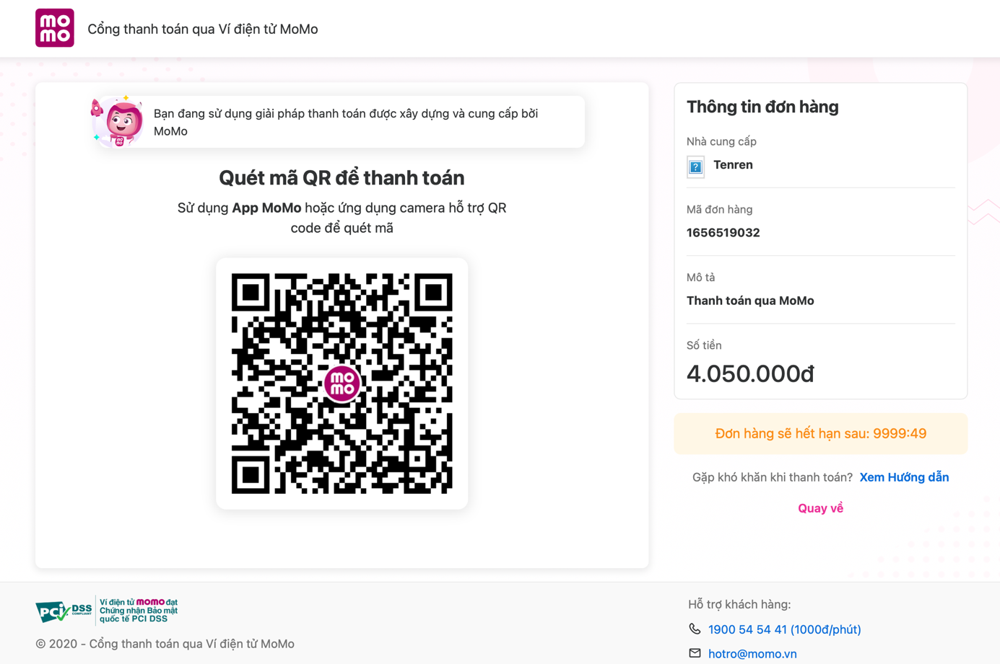 MOMO
Cổng thanh toán qua Ví điện tử MoMo
Bạn đang sử dụng giải pháp thanh toán được xây dựng và cung cấp bởi
MoMo
Quét mã QR để thanh toán
Sử dụng App MoMo hoặc ứng dụng camera hỗ trợ QR
code để quét mã
mo
mo
Thông tin đơn hàng
Nhà cung cấp
Tenren
Mã đơn hàng
1656519032
Mô tả
Thanh toán qua MoMo
Số tiền
4.050.000đ
Đơn hàng sẽ hết hạn sau: 9999:49
Gặp khó khăn khi thanh toán? Xem Hướng dẫn
Quay về
PCI DSS COMPLIANT
Ví điện tử momo đạt
Chứng nhận Bảo mật
quốc tế PCI DSS
© 2020 - Cổng thanh toán qua Ví điện tử MoMo
Hỗ trợ khách hàng:
1900 54 54 41 (1000đ/phút)
hotro@momo.vn